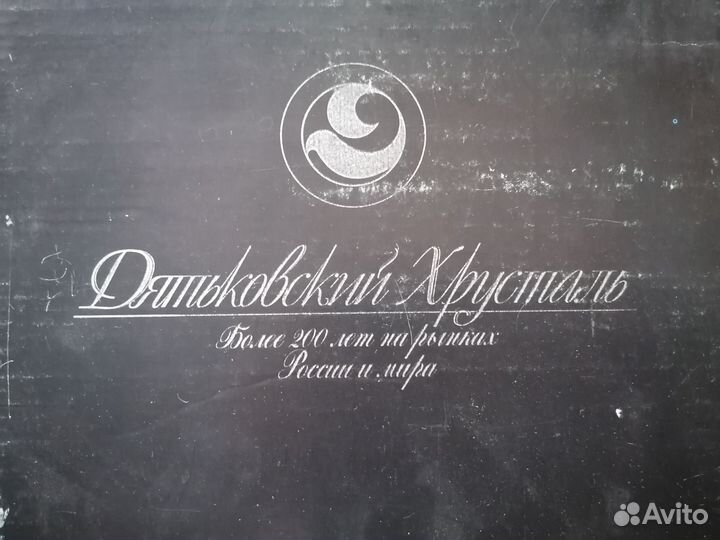 Дятьковский Хрусталь
Более 200 лет на рынках
России и мира
Avito